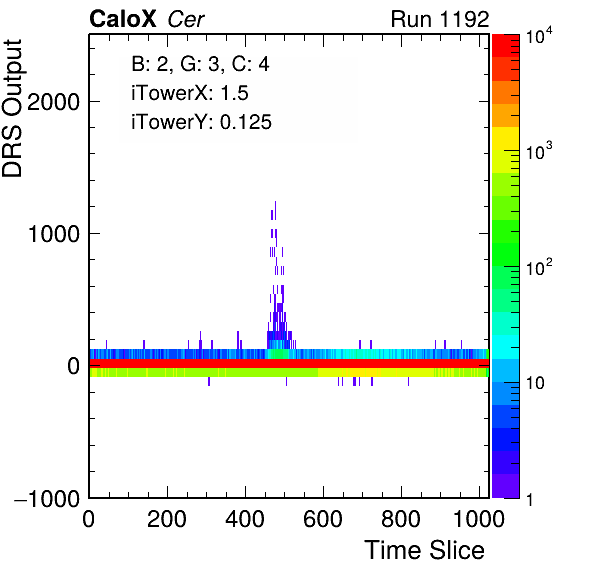 CaloX Cer Run 1192
B: 2, G: 3, C: 4
iTowerX: 1.5
iTowerY: 0.125
DRS Output
2000
1000
0
−1000
0 200 400 600 800 1000
Time Slice
10⁴
10³
10²
10
1